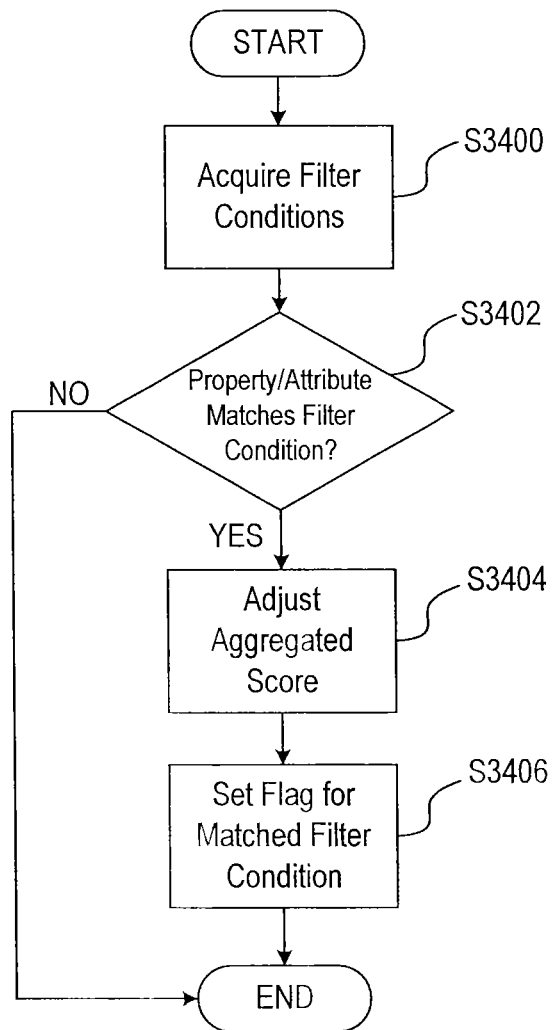 START
S3400
Acquire Filter
Conditions
S3402
Property/Attribute
Matches Filter
Condition?
NO
YES
S3404
Adjust
Aggregated
Score
S3406
Set Flag for
Matched Filter
Condition
END